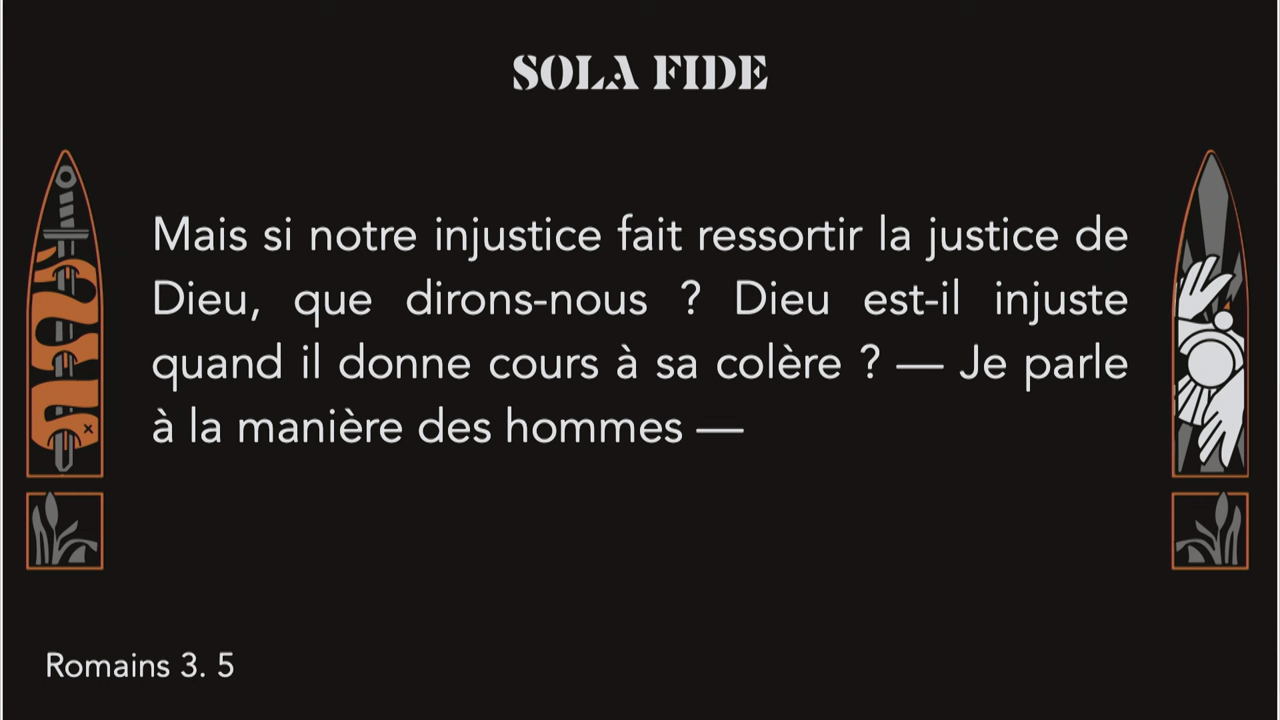 SOLA FIDE
Mais si notre injustice fait ressortir la justice de
Dieu, que dirons-nous ? Dieu est-il injuste
quand il donne cours à sa colère ? — Je parle
à la manière des hommes —
Romains 3. 5